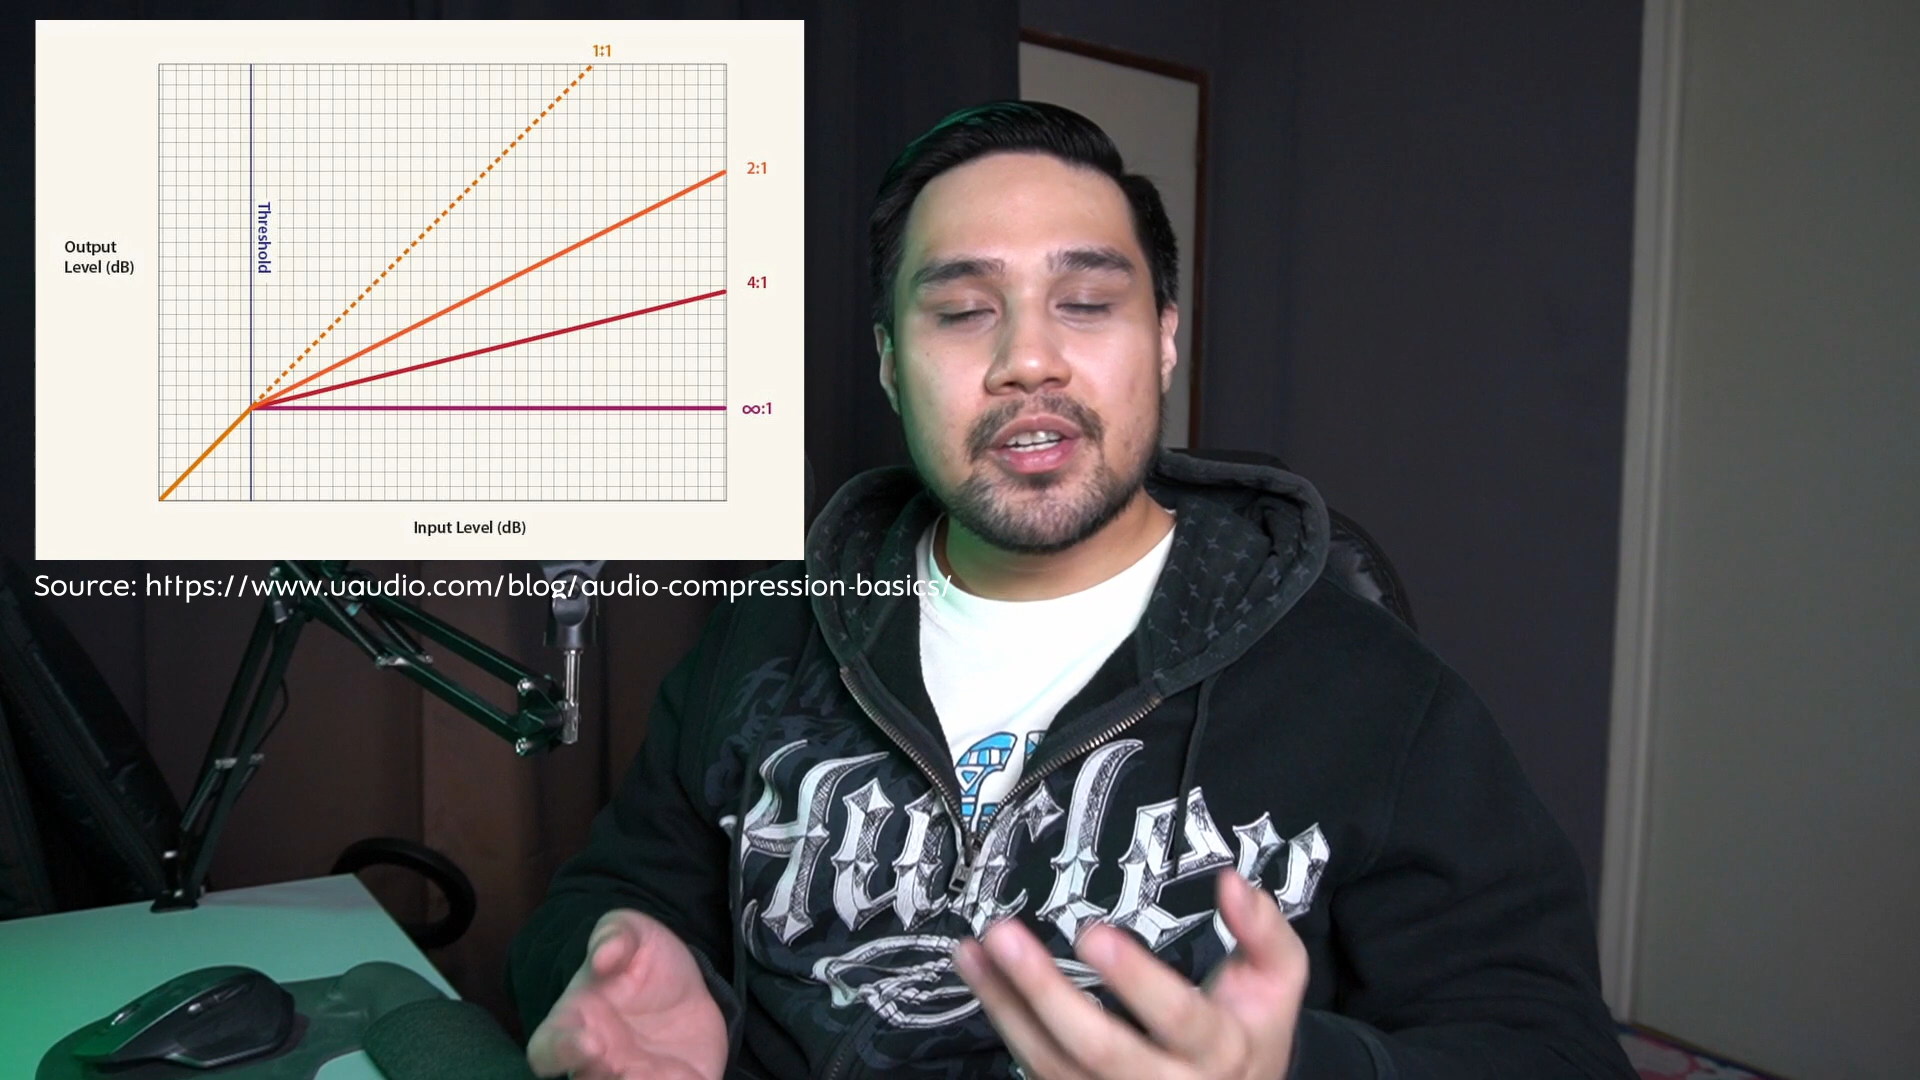 1:1
2:1
Threshold
Output
Level (dB)
4:1
∞:1
Input Level (dB)
Source: https://www.uaudio.com/blog/audio-compression-basics/
Hurley